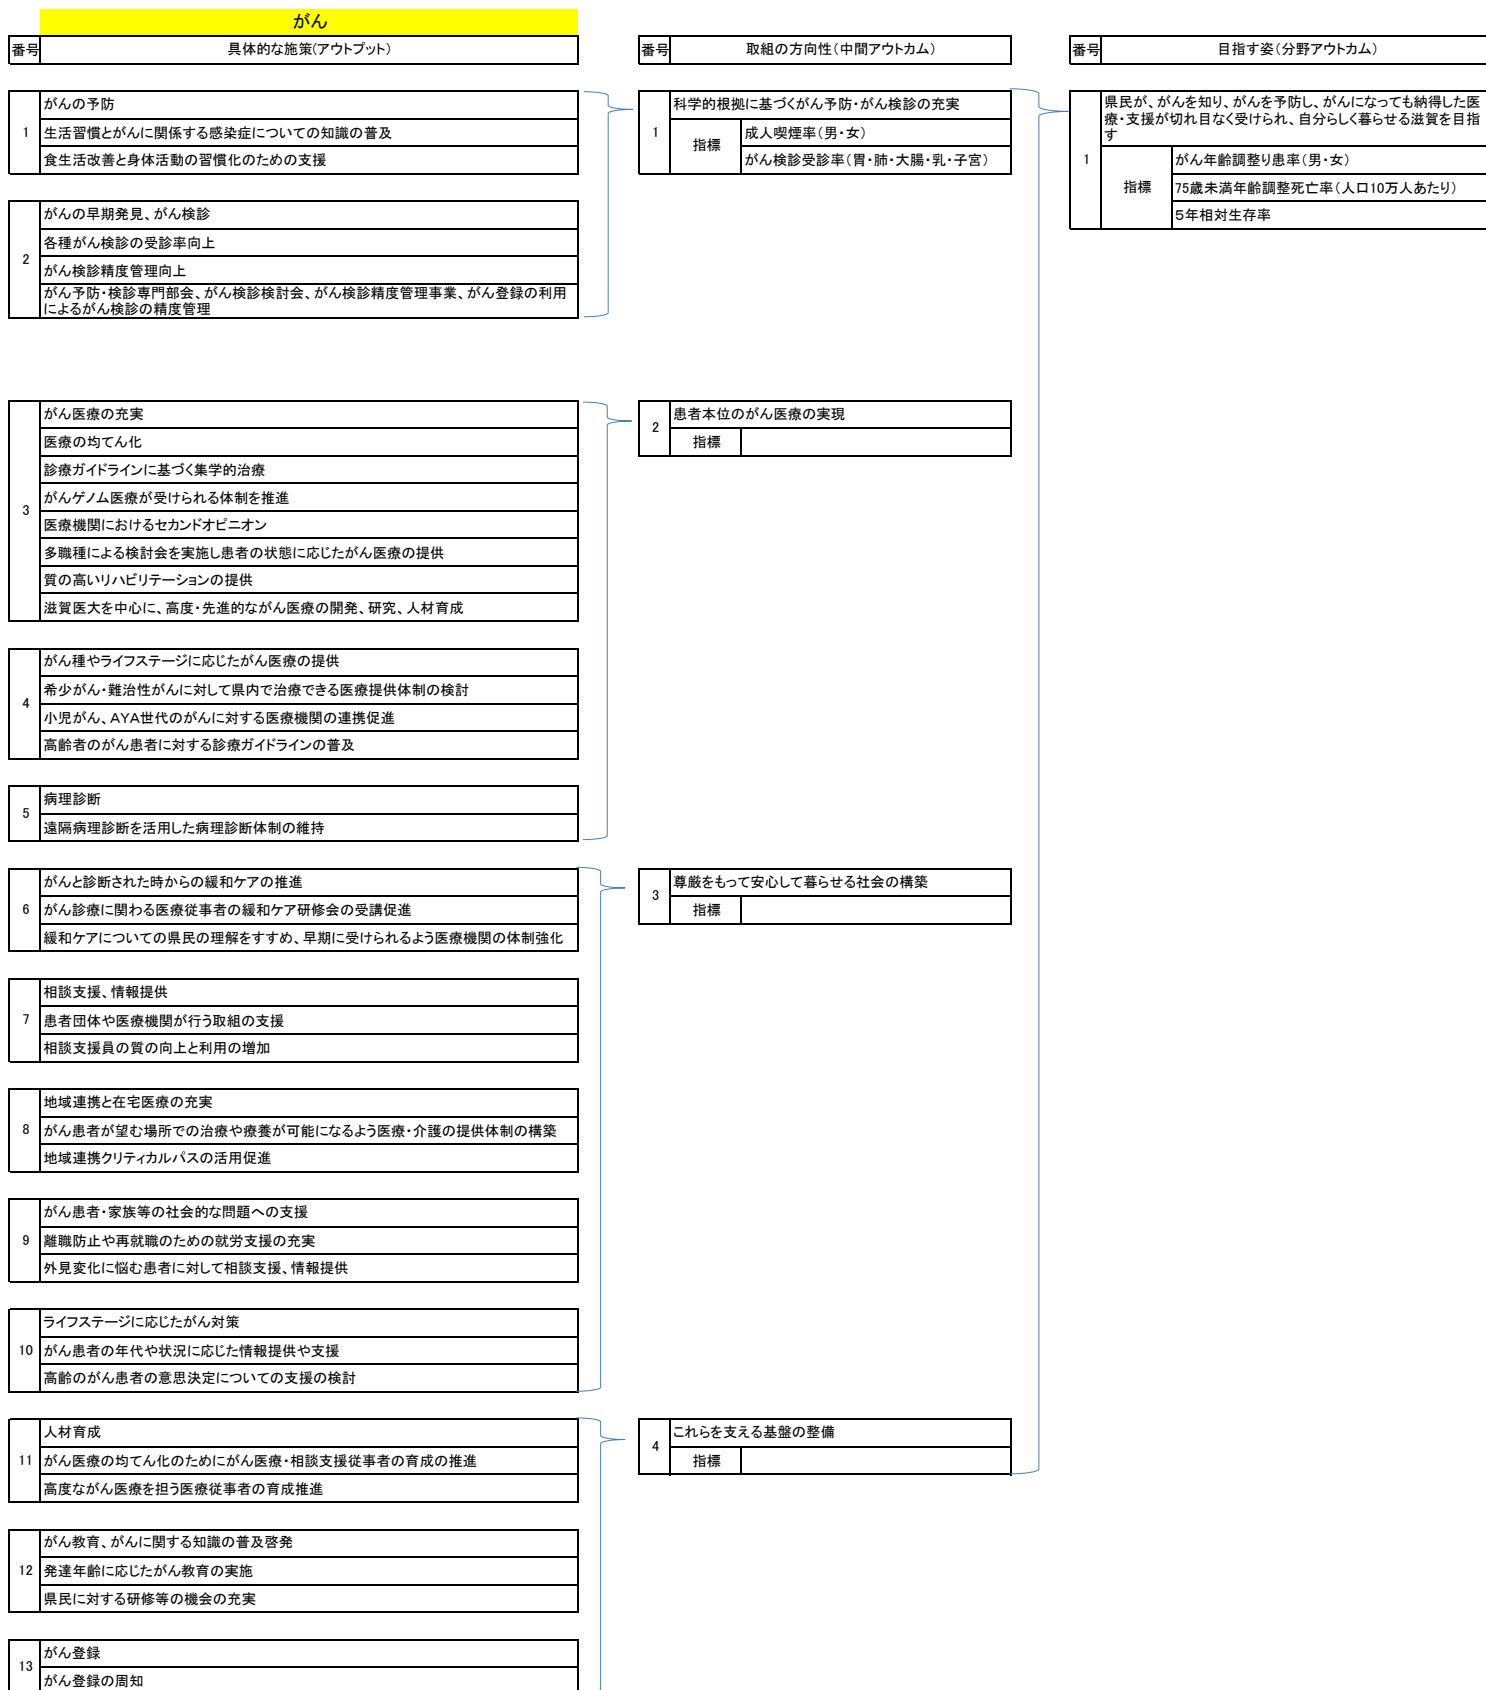 がん
番号 具体的な施策(アウトプット)
番号 取組の方向性(中間アウトカム)
番号 目指す姿(分野アウトカム)
1
がんの予防
生活習慣とがんに関係する感染症についての知識の普及
食生活改善と身体活動の習慣化のための支援
1
科学的根拠に基づくがん予防・がん検診の充実
指標
成人喫煙率(男・女)
がん検診受診率(胃・肺・大腸・乳・子宮)
1
県民が、がんを知り、がんを予防し、がんになっても納得した医
療・支援が切れ目なく受けられ、自分らしく暮らせる滋賀を目指
す
指標
がん年齢調整り患率(男・女)
75歳未満年齢調整死亡率(人口10万人あたり)
5年相対生存率
2
がんの早期発見、がん検診
各種がん検診の受診率向上
がん検診精度管理向上
がん予防・検診専門部会、がん検診検討会、がん検診精度管理事業、がん登録の利用
によるがん検診の精度管理
3
がん医療の充実
医療の均てん化
診療ガイドラインに基づく集学的治療
がんゲノム医療が受けられる体制を推進
医療機関におけるセカンドオピニオン
多職種による検討会を実施し患者の状態に応じたがん医療の提供
質の高いリハビリテーションの提供
滋賀医大を中心に、高度・先進的ながん医療の開発、研究、人材育成
2
患者本位のがん医療の実現
指標
4
がん種やライフステージに応じたがん医療の提供
希少がん・難治性がんに対して県内で治療できる医療提供体制の検討
小児がん、AYA世代のがんに対する医療機関の連携促進
高齢者のがん患者に対する診療ガイドラインの普及
5
病理診断
遠隔病理診断を活用した病理診断体制の維持
6
がんと診断された時からの緩和ケアの推進
がん診療に関わる医療従事者の緩和ケア研修会の受講促進
緩和ケアについての県民の理解をすすめ、早期に受けられるよう医療機関の体制強化
3
尊厳をもって安心して暮らせる社会の構築
指標
7
相談支援、情報提供
患者団体や医療機関が行う取組の支援
相談支援員の質の向上と利用の増加
8
地域連携と在宅医療の充実
がん患者が望む場所での治療や療養が可能になるよう医療・介護の提供体制の構築
地域連携クリティカルパスの活用促進
9
がん患者・家族等の社会的な問題への支援
離職防止や再就職のための就労支援の充実
外見変化に悩む患者に対して相談支援、情報提供
10
ライフステージに応じたがん対策
がん患者の年代や状況に応じた情報提供や支援
高齢のがん患者の意思決定についての支援の検討
11
人材育成
がん医療の均てん化のためにがん医療・相談支援従事者の育成の推進
高度ながん医療を担う医療従事者の育成推進
4
これらを支える基盤の整備
指標
12
がん教育、がんに関する知識の普及啓発
発達年齢に応じたがん教育の実施
県民に対する研修等の機会の充実
13
がん登録
がん登録の周知